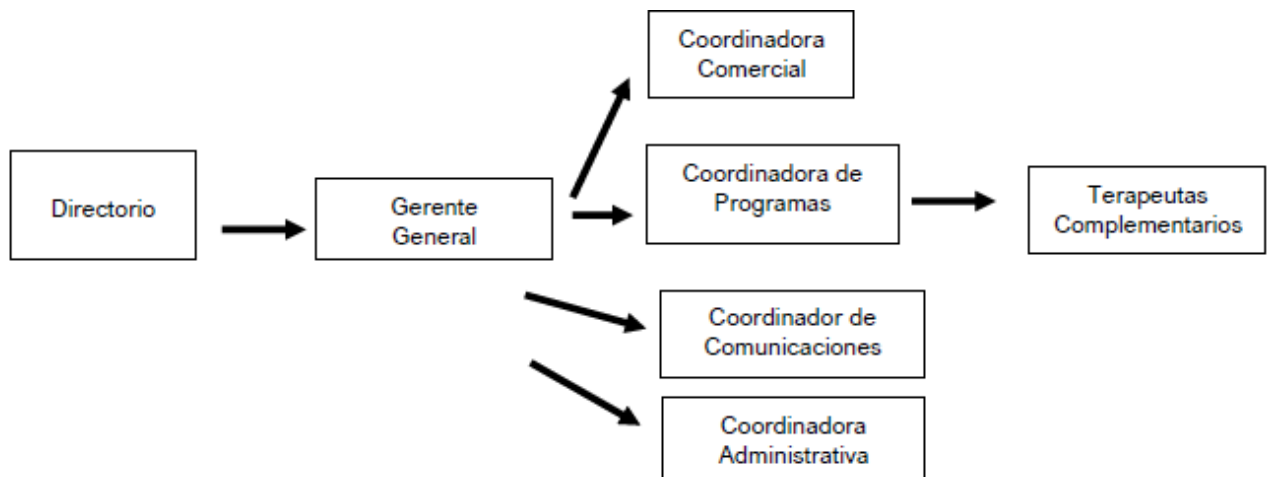 Directorio
Gerente
General
Coordinadora
Comercial
Coordinadora de
Programas
Terapeutas
Complementarios
Coordinador de
Comunicaciones
Coordinadora
Administrativa